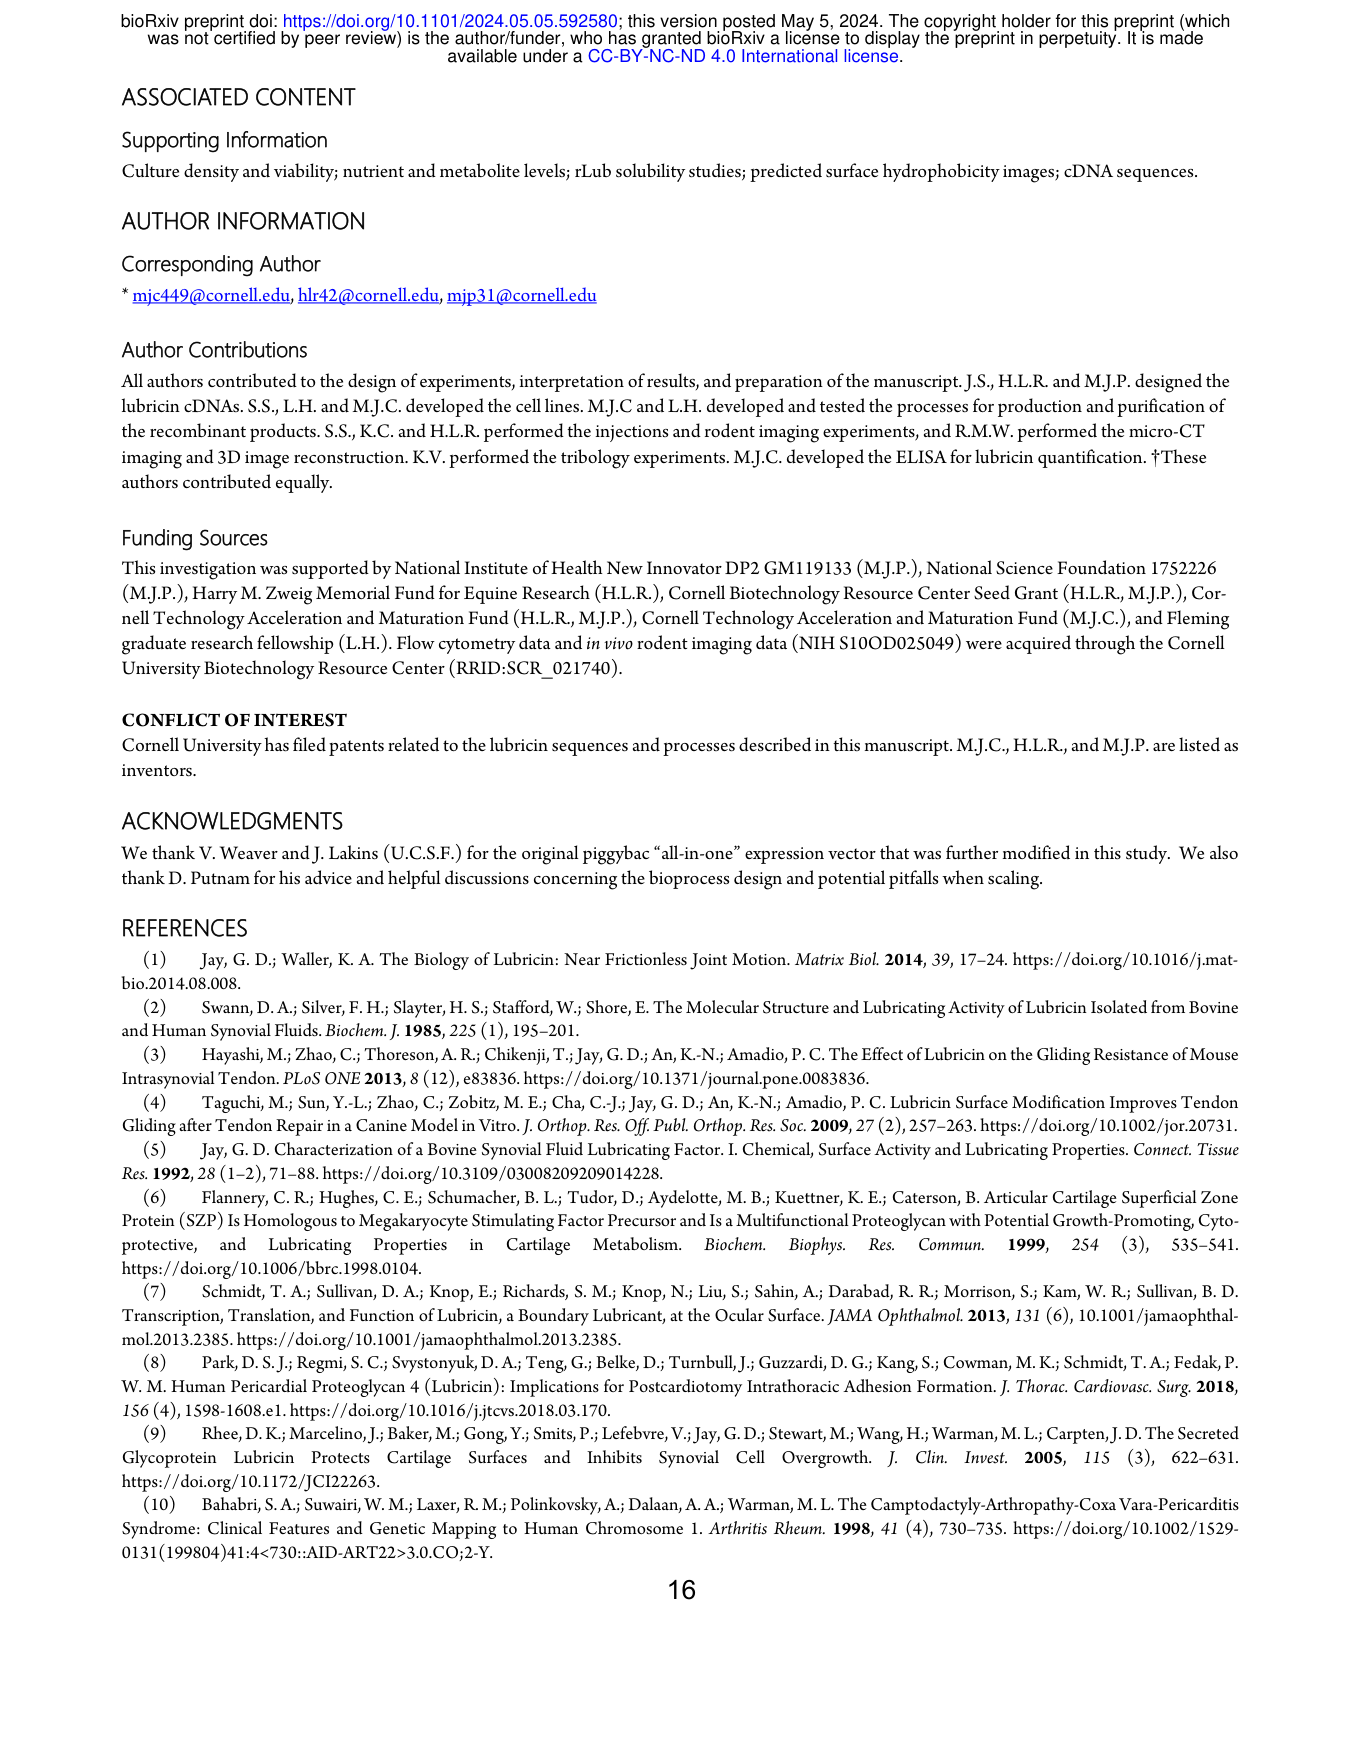 bioRxiv preprint doi: https://doi.org/10.1101/2024.05.05.592580; this version posted May 5, 2024. The copyright holder for this preprint (which
was not certified by peer review) is the author/funder, who has granted bioRxiv a license to display the preprint in perpetuity. It is made
available under a CC-BY-NC-ND 4.0 International license.
ASSOCIATED CONTENT
Supporting Information
Culture density and viability; nutrient and metabolite levels; rLub solubility studies; predicted surface hydrophobicity images; cDNA sequences.
AUTHOR INFORMATION
Corresponding Author
* mjc449@cornell.edu, hlr42@cornell.edu, mjp31@cornell.edu
Author Contributions
All authors contributed to the design of experiments, interpretation of results, and preparation of the manuscript. J.S., H.L.R. and M.J.P. designed the
lubricin cDNAs. S.S., L.H. and M.J.C. developed the cell lines. M.J.C and L.H. developed and tested the processes for production and purification of
the recombinant products. S.S., K.C. and H.L.R. performed the injections and rodent imaging experiments, and R.M.W. performed the micro-CT
imaging and 3D image reconstruction. K.V. performed the tribology experiments. M.J.C. developed the ELISA for lubricin quantification. †These
authors contributed equally.
Funding Sources
This investigation was supported by National Institute of Health New Innovator DP2 GM119133 (M.J.P.), National Science Foundation 1752226
(M.J.P.), Harry M. Zweig Memorial Fund for Equine Research (H.L.R.), Cornell Biotechnology Resource Center Seed Grant (H.L.R., M.J.P.), Cor-
nell Technology Acceleration and Maturation Fund (H.L.R., M.J.P.), Cornell Technology Acceleration and Maturation Fund (M.J.C.), and Fleming
graduate research fellowship (L.H.). Flow cytometry data and in vivo rodent imaging data (NIH S10OD025049) were acquired through the Cornell
University Biotechnology Resource Center (RRID:SCR_021740).
CONFLICT OF INTEREST
Cornell University has filed patents related to the lubricin sequences and processes described in this manuscript. M.J.C., H.L.R., and M.J.P. are listed as
inventors.
ACKNOWLEDGMENTS
We thank V. Weaver and J. Lakins (U.C.S.F.) for the original piggybac “all-in-one” expression vector that was further modified in this study. We also
thank D. Putnam for his advice and helpful discussions concerning the bioprocess design and potential pitfalls when scaling.
REFERENCES
(1) Jay, G. D.; Waller, K. A. The Biology of Lubricin: Near Frictionless Joint Motion. Matrix Biol. 2014, 39, 17–24. https://doi.org/10.1016/j.mat-
bio.2014.08.008.
(2) Swann, D. A.; Silver, F. H.; Slayter, H. S.; Stafford, W.; Shore, E. The Molecular Structure and Lubricating Activity of Lubricin Isolated from Bovine
and Human Synovial Fluids. Biochem. J. 1985, 225 (1), 195–201.
(3) Hayashi, M.; Zhao, C.; Thoreson, A. R.; Chikenji, T.; Jay, G. D.; An, K.-N.; Amadio, P. C. The Effect of Lubricin on the Gliding Resistance of Mouse
Intrasynovial Tendon. PLoS ONE 2013, 8 (12), e83836. https://doi.org/10.1371/journal.pone.0083836.
(4) Taguchi, M.; Sun, Y.-L.; Zhao, C.; Zobitz, M. E.; Cha, C.-J.; Jay, G. D.; An, K.-N.; Amadio, P. C. Lubricin Surface Modification Improves Tendon
Gliding after Tendon Repair in a Canine Model in Vitro. J. Orthop. Res. Off. Publ. Orthop. Res. Soc. 2009, 27 (2), 257–263. https://doi.org/10.1002/jor.20731.
(5) Jay, G. D. Characterization of a Bovine Synovial Fluid Lubricating Factor. I. Chemical, Surface Activity and Lubricating Properties. Connect. Tissue
Res. 1992, 28 (1–2), 71–88. https://doi.org/10.3109/03008209209014228.
(6) Flannery, C. R.; Hughes, C. E.; Schumacher, B. L.; Tudor, D.; Aydelotte, M. B.; Kuettner, K. E.; Caterson, B. Articular Cartilage Superficial Zone
Protein (SZP) Is Homologous to Megakaryocyte Stimulating Factor Precursor and Is a Multifunctional Proteoglycan with Potential Growth-Promoting, Cyto-
protective, and Lubricating Properties in Cartilage Metabolism. Biochem. Biophys. Res. Commun. 1999, 254 (3), 535–541.
https://doi.org/10.1006/bbrc.1998.0104.
(7) Schmidt, T. A.; Sullivan, D. A.; Knop, E.; Richards, S. M.; Knop, N.; Liu, S.; Sahin, A.; Darabad, R. R.; Morrison, S.; Kam, W. R.; Sullivan, B. D.
Transcription, Translation, and Function of Lubricin, a Boundary Lubricant, at the Ocular Surface. JAMA Ophthalmol. 2013, 131 (6), 10.1001/jamaophthal-
mol.2013.2385. https://doi.org/10.1001/jamaophthalmol.2013.2385.
(8) Park, D. S. J.; Regmi, S. C.; Svystonyuk, D. A.; Teng, G.; Belke, D.; Turnbull, J.; Guzzardi, D. G.; Kang, S.; Cowman, M. K.; Schmidt, T. A.; Fedak, P.
W. M. Human Pericardial Proteoglycan 4 (Lubricin): Implications for Postcardiotomy Intrathoracic Adhesion Formation. J. Thorac. Cardiovasc. Surg. 2018,
156 (4), 1598-1608.e1. https://doi.org/10.1016/j.jtcvs.2018.03.170.
(9) Rhee, D. K.; Marcelino, J.; Baker, M.; Gong, Y.; Smits, P.; Lefebvre, V.; Jay, G. D.; Stewart, M.; Wang, H.; Warman, M. L.; Carpten, J. D. The Secreted
Glycoprotein Lubricin Protects Cartilage Surfaces and Inhibits Synovial Cell Overgrowth. J. Clin. Invest. 2005, 115 (3), 622–631.
https://doi.org/10.1172/JCI22263.
(10) Bahabri, S. A.; Suwairi, W. M.; Laxer, R. M.; Polinkovsky, A.; Dalaan, A. A.; Warman, M. L. The Camptodactyly-Arthropathy-Coxa Vara-Pericarditis
Syndrome: Clinical Features and Genetic Mapping to Human Chromosome 1. Arthritis Rheum. 1998, 41 (4), 730–735. https://doi.org/10.1002/1529-
0131(199804)41:4<730::AID-ART22>3.0.CO;2-Y.
16